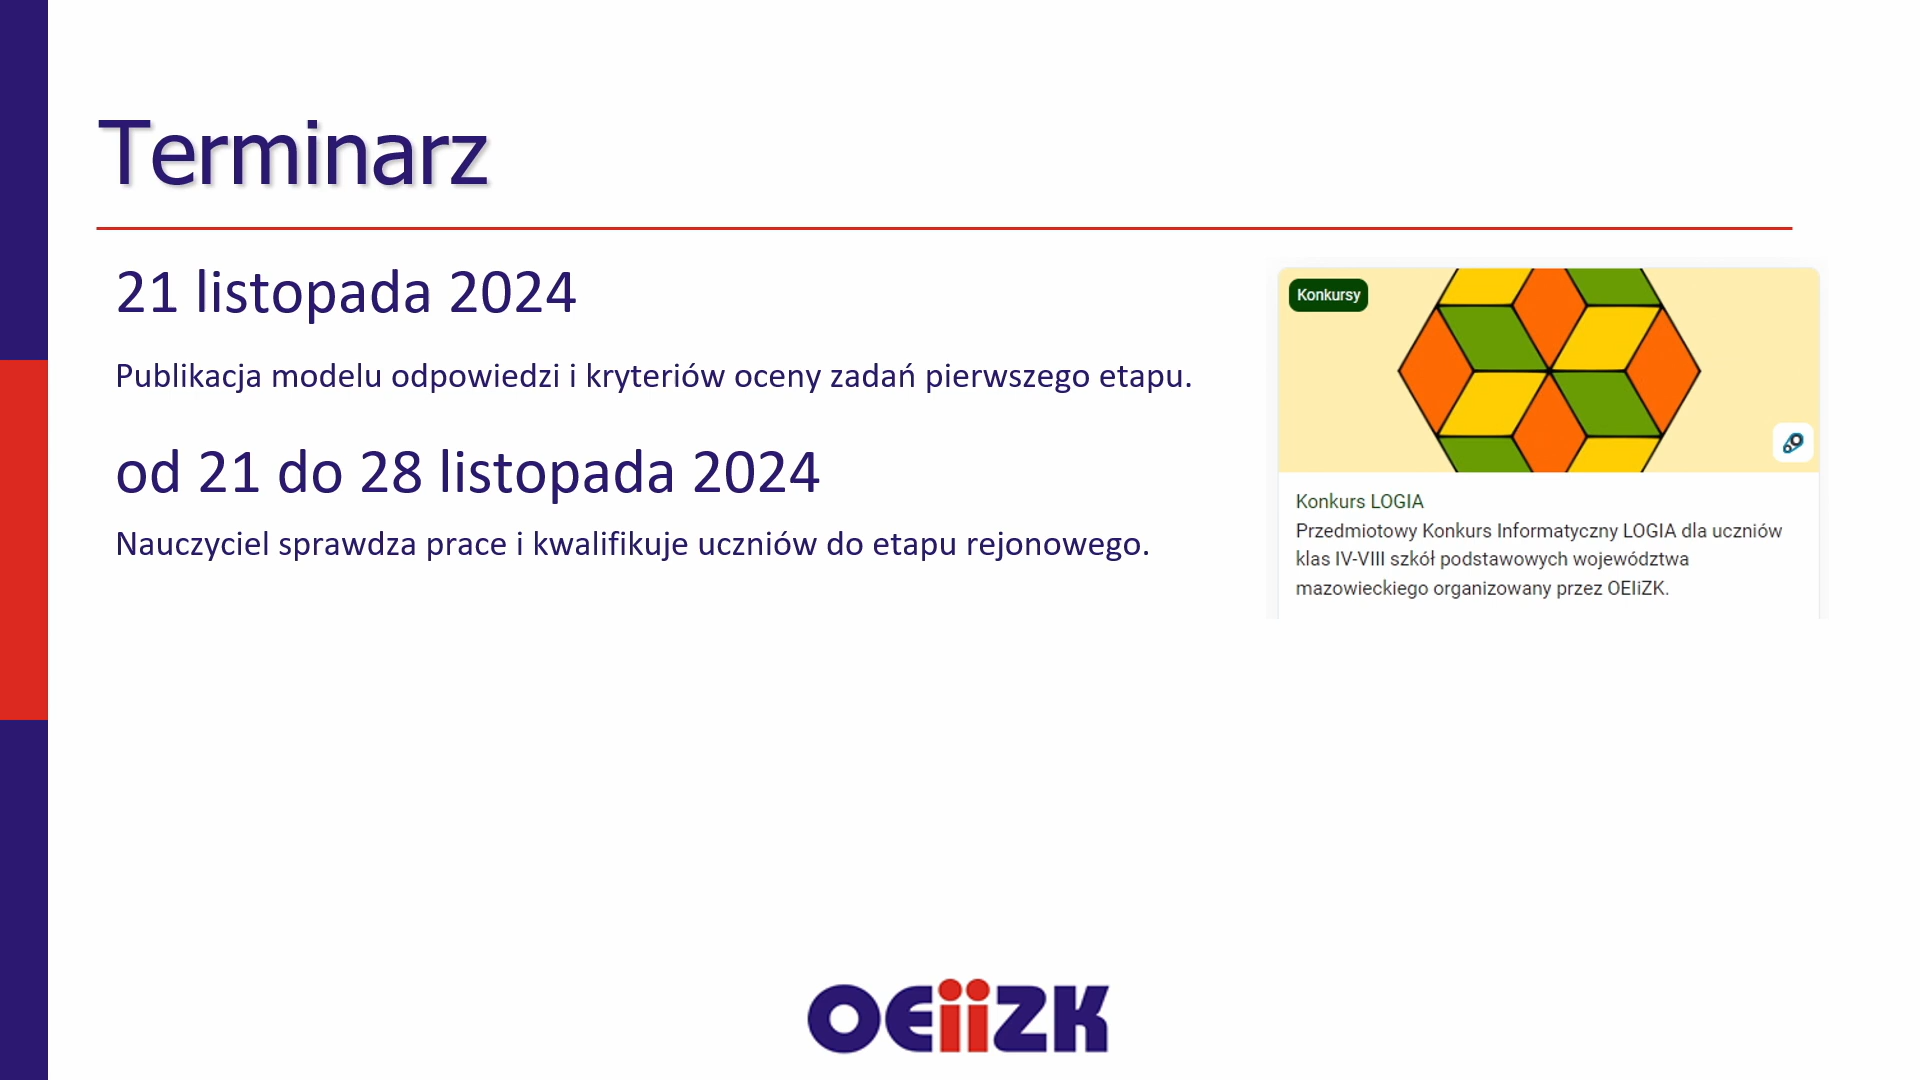 Terminarz
21 listopada 2024
Publikacja modelu odpowiedzi i kryteriów oceny zadań pierwszego etapu.
od 21 do 28 listopada 2024
Nauczyciel sprawdza prace i kwalifikuje uczniów do etapu rejonowego.
Konkursy
Konkurs LOGIA
Przedmiotowy Konkurs Informatyczny LOGIA dla uczniów
klas IV-VIII szkół podstawowych województwa
mazowieckiego organizowany przez OEIiZK.
OEiiZK